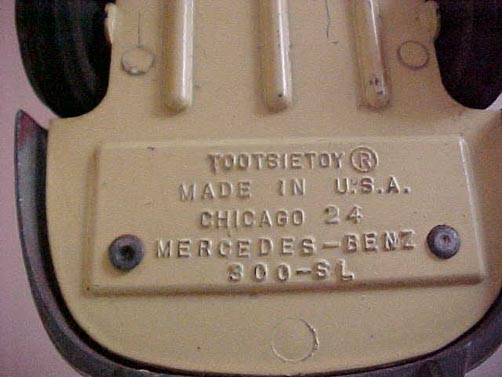 TOOTSIETOY ®
MADE IN U.S.A.
CHICAGO 24
MERCEDES-BENZ
300-SL